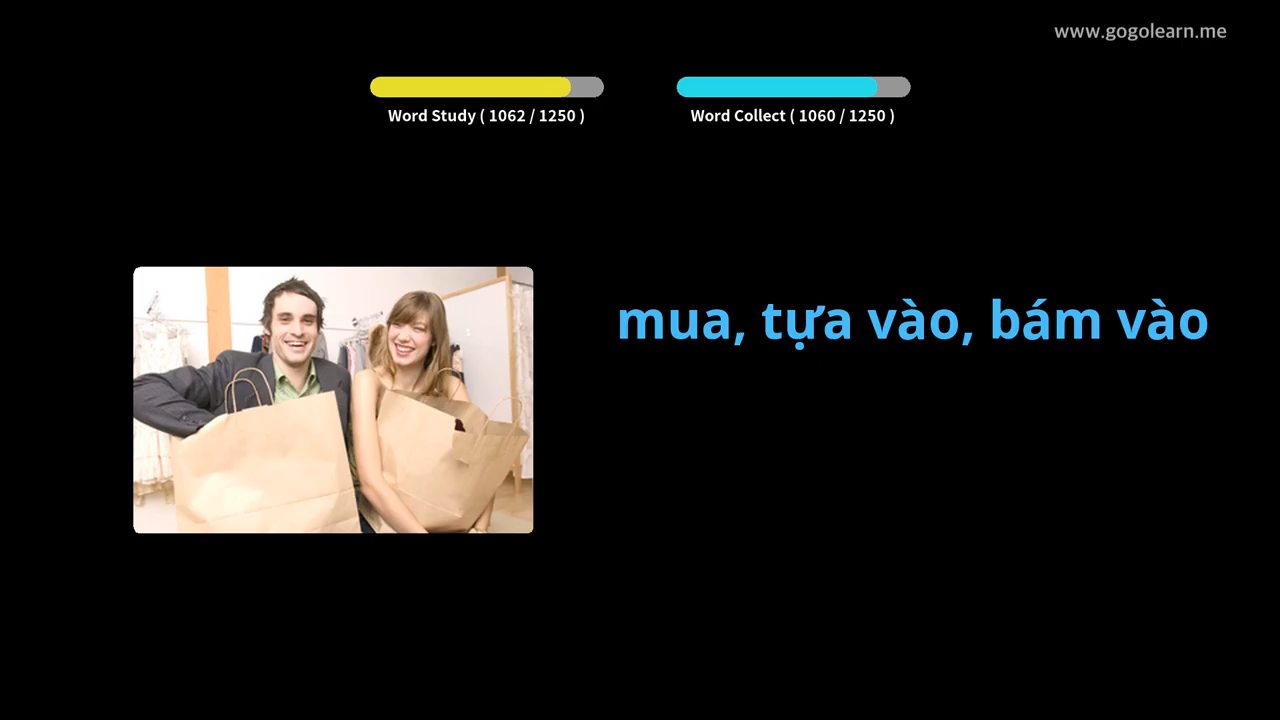 www.gogolearn.me
Word Study ( 1062 / 1250 )
Word Collect ( 1060 / 1250 )
mua, tựa vào, bám vào